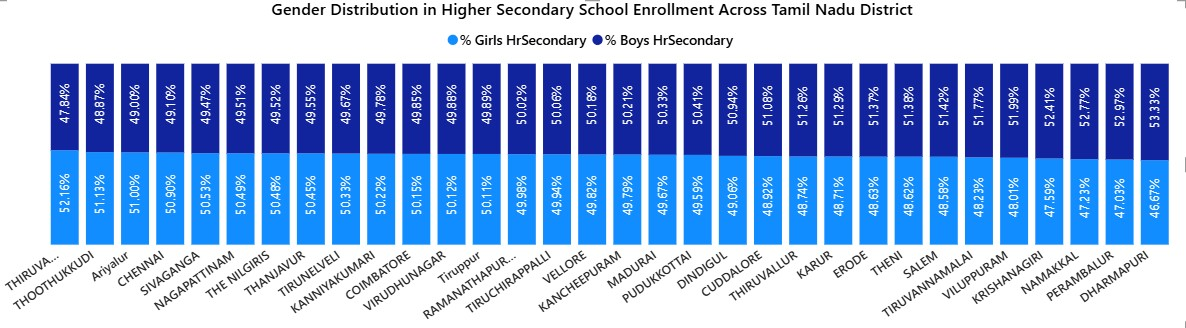 Gender Distribution in Higher Secondary School Enrollment Across Tamil Nadu District
% Girls HrSecondary % Boys HrSecondary
47.84% 48.87% 49.00% 49.10% 49.47% 49.51% 49.52% 49.55% 49.67% 49.78% 49.85% 49.88% 49.89% 50.02% 50.06% 50.18% 50.21% 50.33% 50.41% 50.94% 51.08% 51.26% 51.29% 51.37% 51.38% 51.42% 51.77% 51.99% 52.41% 52.77% 52.97% 53.33%
52.16% 51.13% 51.00% 50.90% 50.53% 50.49% 50.48% 50.45% 50.33% 50.22% 50.15% 50.12% 50.11% 49.98% 49.94% 49.82% 49.79% 49.67% 49.59% 49.06% 48.92% 48.74% 48.71% 48.63% 48.62% 48.58% 48.23% 48.01% 47.59% 47.23% 47.03% 46.67%
THIRUVA...
THOOTHUKKUDI
Ariyalur
CHENNAI
SIVAGANGA
NAGAPATTINAM
THE NILGIRIS
THANJAVUR
TIRUNELVELI
KANNIYKUMARI
COIMBATORE
VIRUDHUNAGAR
Tiruppur
RAMANATHAPUR...
TIRUCHIRAPPALLI
VELLORE
KANCHEEPURAM
MADURAI
PUDUKKOTTAI
DINDIGUL
CUDDALORE
THIRUVALLUR
KARUR
ERODE
THENI
SALEM
TIRUVANNAMALAI
VILUPPURAM
KRISHANAGIRI
NAMAKKAL
PERAMBALUR
DHARMAPURI